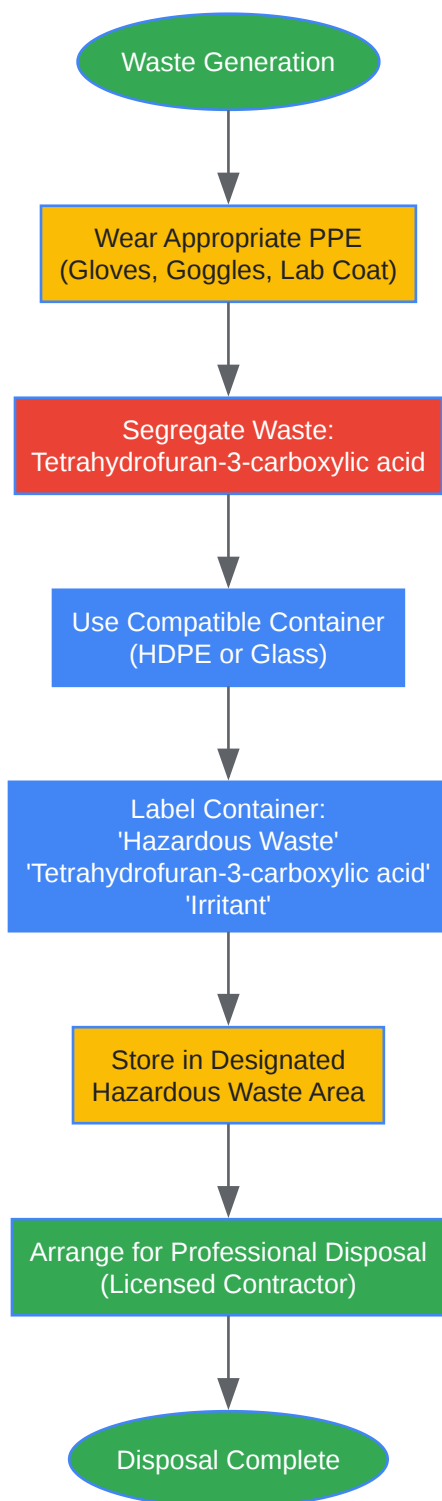 Waste Generation
Wear Appropriate PPE
(Gloves, Goggles, Lab Coat)
Segregate Waste:
Tetrahydrofuran-3-carboxylic acid
Use Compatible Container
(HDPE or Glass)
Label Container:
'Hazardous Waste'
'Tetrahydrofuran-3-carboxylic acid'
'Irritant'
Store in Designated
Hazardous Waste Area
Arrange for Professional Disposal
(Licensed Contractor)
Disposal Complete